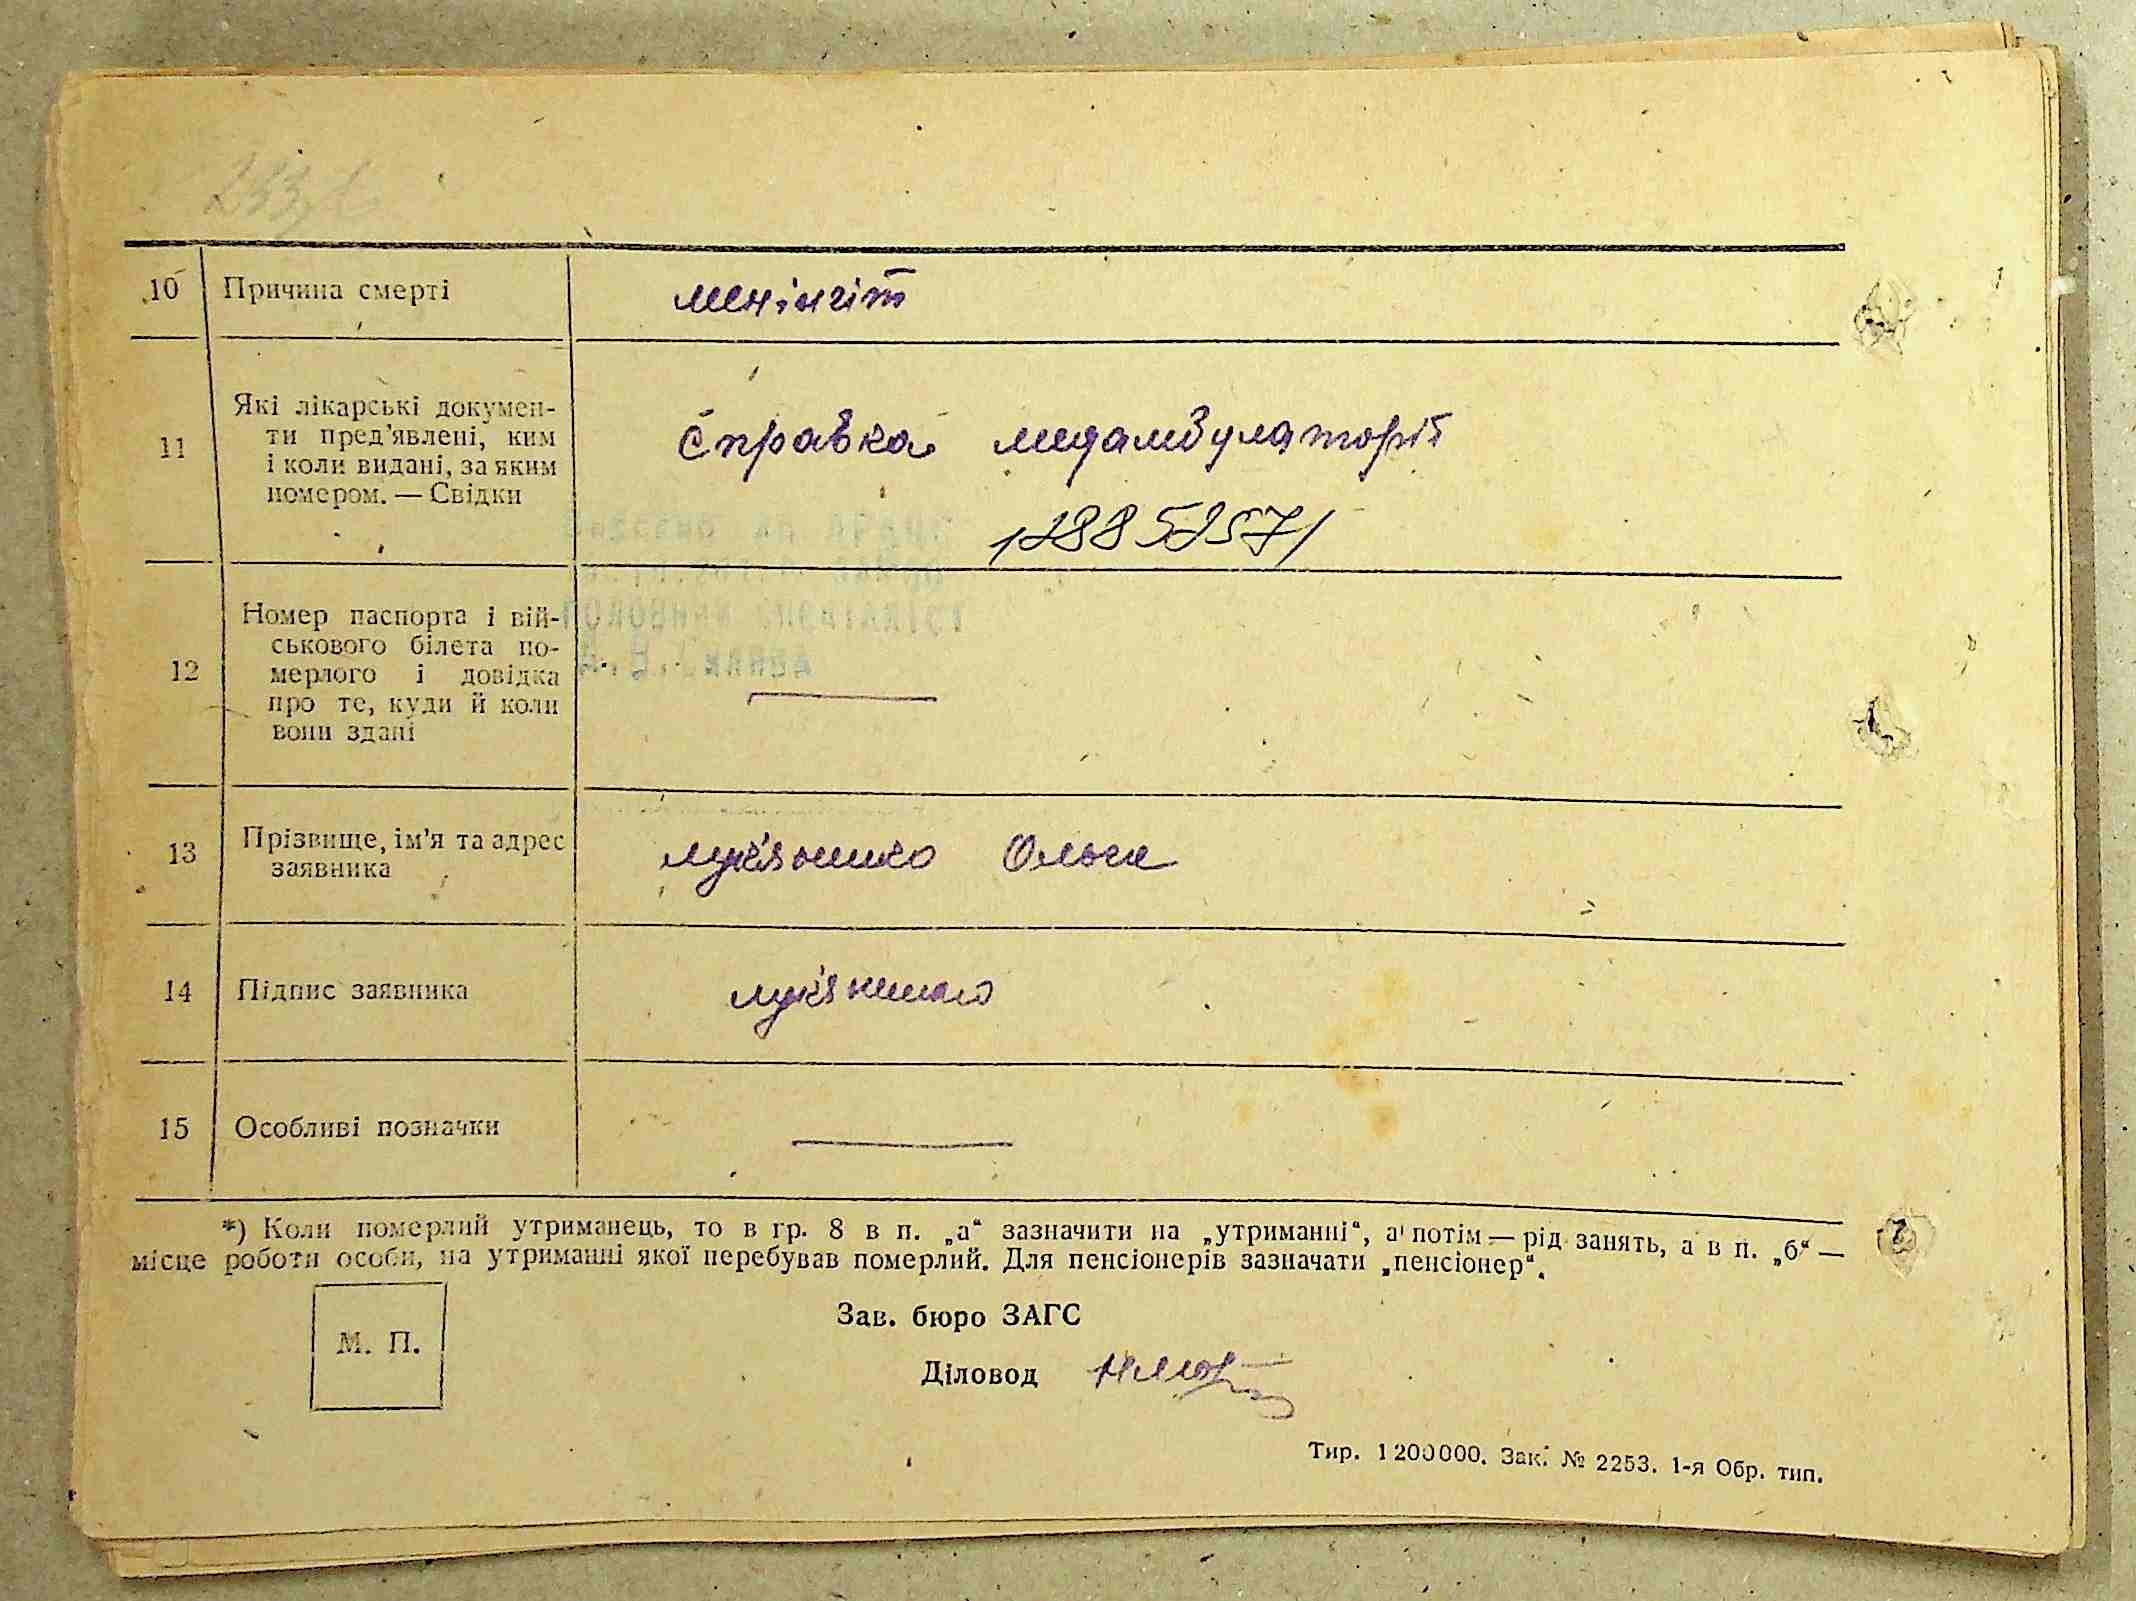 10 Причина смерті менінгіт
11 Які лікарські докумен-
ти пред’явлені, ким
і коли видані, за яким
номером. — Свідки
Справка медамбулаторії
12 Номер паспорта і вій-
ськового білета по-
мерлого і довідка
про те, куди й коли
вони здані
13 Прізвище, ім’я та адрес
заявника
Лук’яненко Ольга
14 Підпис заявника
15 Особливі позначки
*) Коли померлий утриманець, то в гр. 8 в п. „а“ зазначити на „утриманні“, а потім — рід занять, а в п. „б“ —
місце роботи особи, на утриманні якої перебував померлий. Для пенсіонерів зазначати „пенсіонер“.
М. П.
Зав. бюро ЗАГС
Діловод
Тир. 1200000. Зак. № 2253. 1-я Обр. тип.